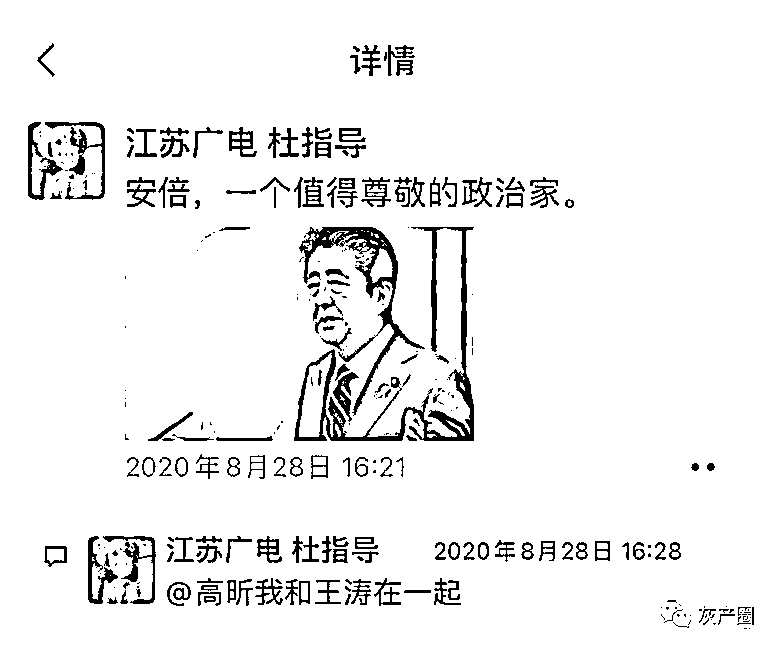 详情
江苏广电 杜指导
安倍，一个值得尊敬的政治家。
2020年8月28日 16:21
江苏广电 杜指导 2020年8月28日 16:28
@高昕我和王涛在一起
灰产圈